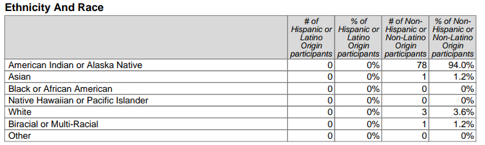 Ethnicity And Race
# of Hispanic or Latino Origin participants % of Hispanic or Latino Origin participants # of Non-Hispanic or Non-Latino Origin participants % of Non-Hispanic or Non-Latino Origin participants
American Indian or Alaska Native 0 0% 78 94.0%
Asian 0 0% 1 1.2%
Black or African American 0 0% 0 0%
Native Hawaiian or Pacific Islander 0 0% 0 0%
White 0 0% 3 3.6%
Biracial or Multi-Racial 0 0% 1 1.2%
Other 0 0% 0 0%